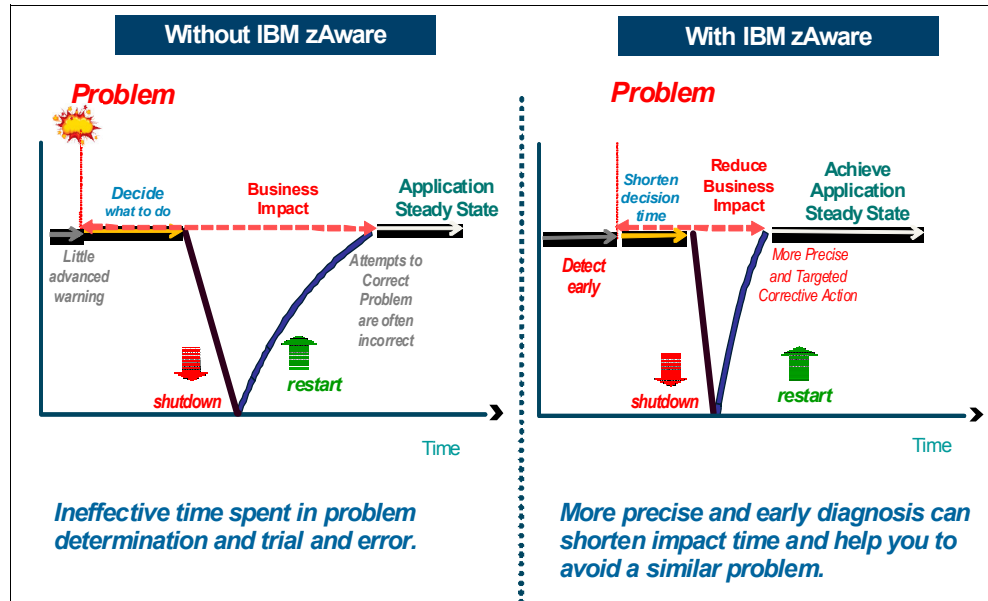 Without IBM zAware
Problem
Decide
what to do
Business
Impact
Application
Steady State
Little
advanced
warning
Attempts to
Correct
Problem
are often
incorrect
shutdown
restart
Time
Ineffective time spent in problem
determination and trial and error.
With IBM zAware
Problem
Shorten
decision
time
Reduce
Business
Impact
Achieve
Application
Steady State
Detect
early
More Precise
and Targeted
Corrective Action
shutdown
restart
Time
More precise and early diagnosis can
shorten impact time and help you to
avoid a similar problem.